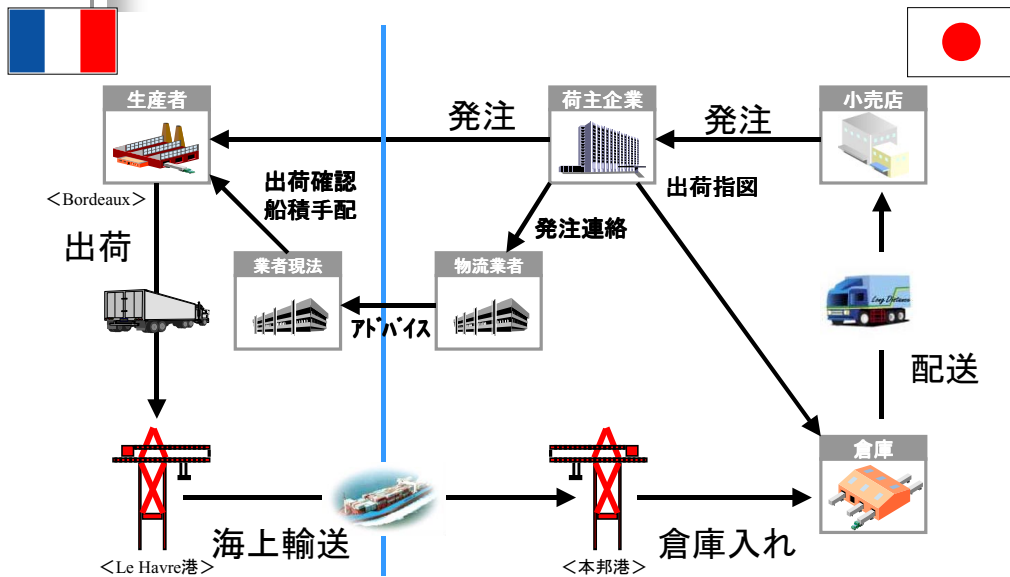 生産者
荷主企業
小売店
発注
発注
出荷確認
船積手配
出荷指図
<Bordeaux>
発注連絡
出荷
業者現法
物流業者
アドバイス
Long Distance
配送
倉庫
海上輸送
倉庫入れ
<Le Havre港>
<本邦港>